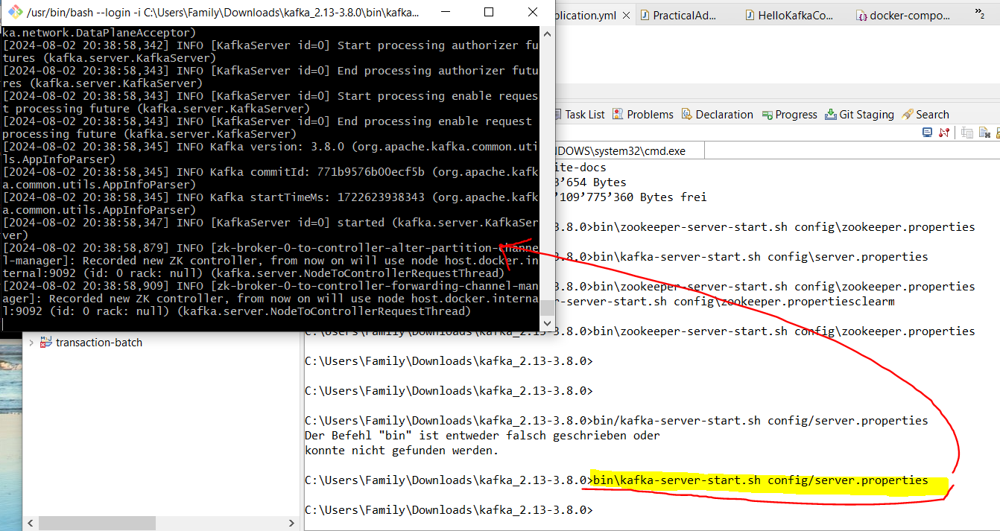 /usr/bin/bash --login -i C:\Users\Family\Downloads\kafka_2.13-3.8.0\bin\kafka...
ka.network.DataPlaneAcceptor)
[2024-08-02 20:38:58,342] INFO [KafkaServer id=0] Start processing authorizer fu
tures (kafka.server.KafkaServer)
[2024-08-02 20:38:58,343] INFO [KafkaServer id=0] End processing authorizer futu
res (kafka.server.KafkaServer)
[2024-08-02 20:38:58,343] INFO [KafkaServer id=0] Start processing enable reques
t processing future (kafka.server.KafkaServer)
[2024-08-02 20:38:58,343] INFO [KafkaServer id=0] End processing enable request
processing future (kafka.server.KafkaServer)
[2024-08-02 20:38:58,345] INFO Kafka version: 3.8.0 (org.apache.kafka.common.uti
ls.AppInfoParser)
[2024-08-02 20:38:58,345] INFO Kafka commitId: 771b9576b00ecf5b (org.apache.kafk
a.common.utils.AppInfoParser)
[2024-08-02 20:38:58,345] INFO Kafka startTimeMs: 1722623938343 (org.apache.kafk
a.common.utils.AppInfoParser)
[2024-08-02 20:38:58,347] INFO [KafkaServer id=0] started (kafka.server.KafkaSer
ver)
[2024-08-02 20:38:58,879] INFO [zk-broker-0-to-controller-alter-partition-channe
l-manager]: Recorded new ZK controller, from now on will use node host.docker.in
ternal:9092 (id: 0 rack: null) (kafka.server.NodeToControllerRequestThread)
[2024-08-02 20:38:58,909] INFO [zk-broker-0-to-controller-forwarding-channel-man
ager]: Recorded new ZK controller, from now on will use node host.docker.interna
l:9092 (id: 0 rack: null) (kafka.server.NodeToControllerRequestThread)
plication.yml
PracticalAd...
HelloKafkaCo...
docker-compo...
»2
Task List
Problems
Declaration
Progress
Git Staging
Search
NDOWS\system32\cmd.exe
ite-docs
3’654 Bytes
’109’775’360 Bytes frei
3.8.0>bin\zookeeper-server-start.sh config\zookeeper.properties
3.8.0>bin\kafka-server-start.sh config\server.properties
3.8.0>bin\zookeeper-server-start.sh config\zookeeper.properties
r-server-start.sh config\zookeeper.propertiesclearm
C:\Users\Family\Downloads\kafka_2.13-3.8.0>bin\zookeeper-server-start.sh config\zookeeper.properties
C:\Users\Family\Downloads\kafka_2.13-3.8.0>
C:\Users\Family\Downloads\kafka_2.13-3.8.0>
C:\Users\Family\Downloads\kafka_2.13-3.8.0>bin/kafka-server-start.sh config/server.properties
Der Befehl "bin" ist entweder falsch geschrieben oder
konnte nicht gefunden werden.
C:\Users\Family\Downloads\kafka_2.13-3.8.0>bin\kafka-server-start.sh config/server.properties
C:\Users\Family\Downloads\kafka_2.13-3.8.0>
transaction-batch